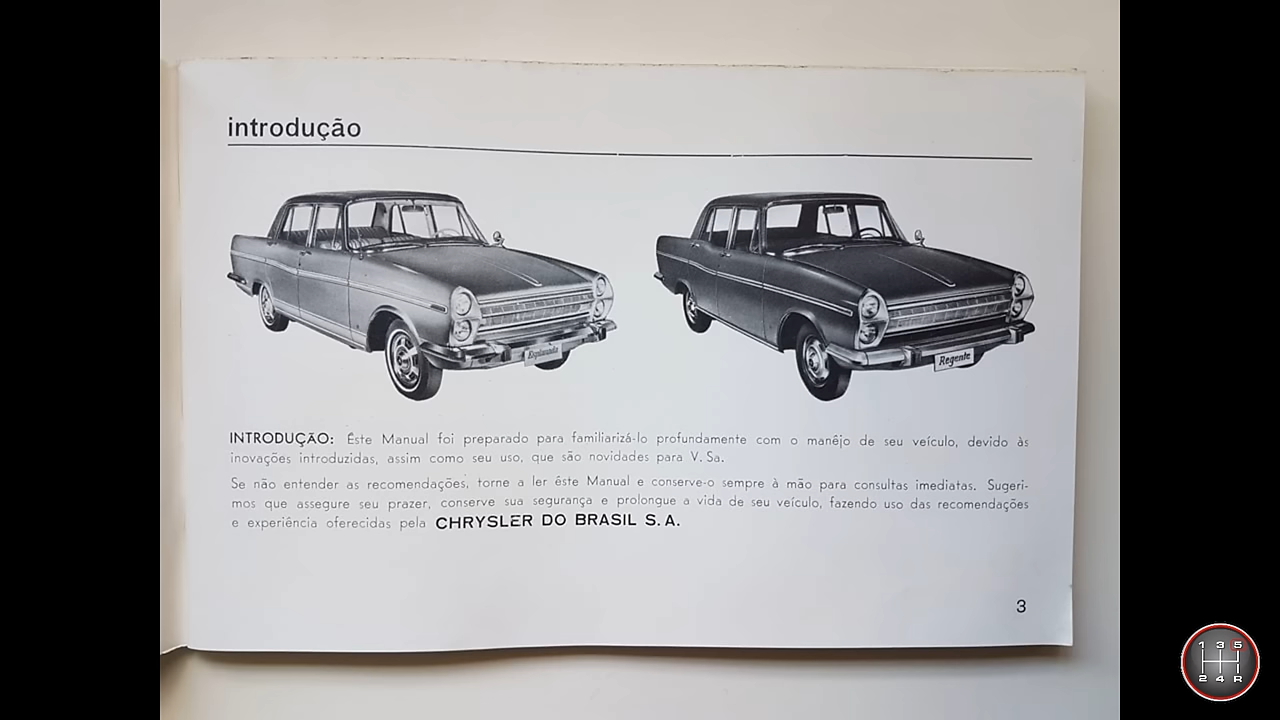 introdução
Esplanada
Regente
INTRODUÇÃO: Êste Manual foi preparado para familiarizá-lo profundamente com o manêjo de seu veículo, devido às
inovações introduzidas, assim como seu uso, que são novidades para V. Sa.
Se não entender as recomendações, torne a ler êste Manual e conserve-o sempre à mão para consultas imediatas. Sugeri-
mos que assegure seu prazer, conserve sua segurança e prolongue a vida de seu veículo, fazendo uso das recomendações
e experiência oferecidas pela CHRYSLER DO BRASIL S. A.
3
1 3 5
2 4 R